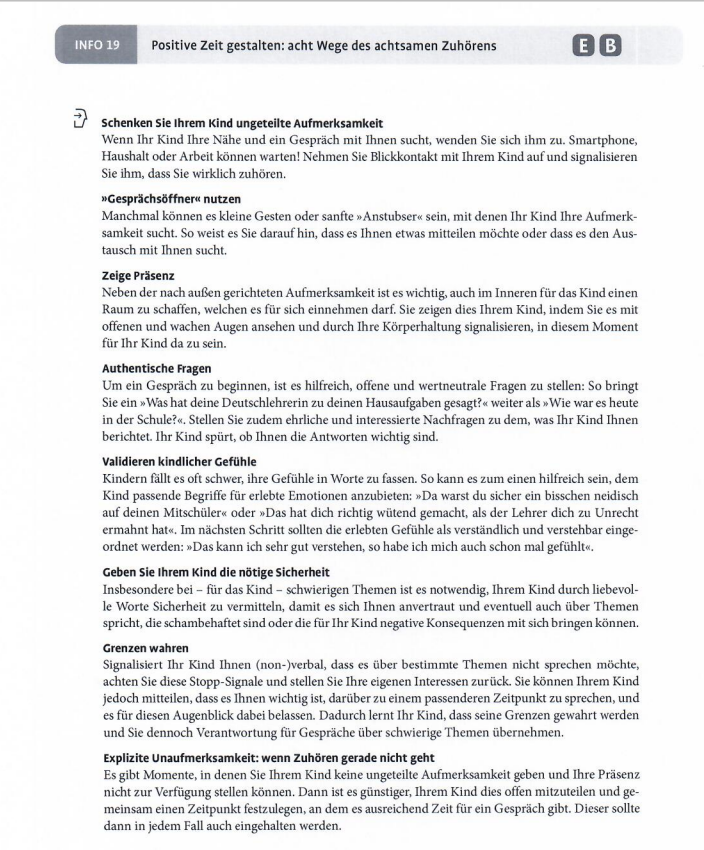 INFO 19 Positive Zeit gestalten: acht Wege des achtsamen Zuhörens E B
Schenken Sie Ihrem Kind ungeteilte Aufmerksamkeit
Wenn Ihr Kind Ihre Nähe und ein Gespräch mit Ihnen sucht, wenden Sie sich ihm zu. Smartphone,
Haushalt oder Arbeit können warten! Nehmen Sie Blickkontakt mit Ihrem Kind auf und signalisieren
Sie ihm, dass Sie wirklich zuhören.
»Gesprächsöffner« nutzen
Manchmal können es kleine Gesten oder sanfte »Anstubser« sein, mit denen Ihr Kind Ihre Aufmerk-
samkeit sucht. So weist es Sie darauf hin, dass es Ihnen etwas mitteilen möchte oder dass es den Aus-
tausch mit Ihnen sucht.
Zeige Präsenz
Neben der nach außen gerichteten Aufmerksamkeit ist es wichtig, auch im Inneren für das Kind einen
Raum zu schaffen, welchen es für sich einnehmen darf. Sie zeigen dies Ihrem Kind, indem Sie es mit
offenen und wachen Augen ansehen und durch Ihre Körperhaltung signalisieren, in diesem Moment
für Ihr Kind da zu sein.
Authentische Fragen
Um ein Gespräch zu beginnen, ist es hilfreich, offene und wertneutrale Fragen zu stellen: So bringt
Sie ein »Was hat deine Deutschlehrerin zu deinen Hausaufgaben gesagt?« weiter als »Wie war es heute
in der Schule?«. Stellen Sie zudem ehrliche und interessierte Nachfragen zu dem, was Ihr Kind Ihnen
berichtet. Ihr Kind spürt, ob Ihnen die Antworten wichtig sind.
Validieren kindlicher Gefühle
Kindern fällt es oft schwer, ihre Gefühle in Worte zu fassen. So kann es zum einen hilfreich sein, dem
Kind passende Begriffe für erlebte Emotionen anzubieten: »Da warst du sicher ein bisschen neidisch
auf deinen Mitschüler« oder »Das hat dich richtig wütend gemacht, als der Lehrer dich zu Unrecht
ermahnt hat«. Im nächsten Schritt sollten die erlebten Gefühle als verständlich und verstehbar einge-
ordnet werden: »Das kann ich sehr gut verstehen, so habe ich mich auch schon mal gefühlt«.
Geben Sie Ihrem Kind die nötige Sicherheit
Insbesondere bei – für das Kind – schwierigen Themen ist es notwendig, Ihrem Kind durch liebevol-
le Worte Sicherheit zu vermitteln, damit es sich Ihnen anvertraut und eventuell auch über Themen
spricht, die schambehaftet sind oder die für Ihr Kind negative Konsequenzen mit sich bringen können.
Grenzen wahren
Signalisiert Ihr Kind Ihnen (non-)verbal, dass es über bestimmte Themen nicht sprechen möchte,
achten Sie diese Stopp-Signale und stellen Sie Ihre eigenen Interessen zurück. Sie können Ihrem Kind
jedoch mitteilen, dass es Ihnen wichtig ist, darüber zu einem passenderen Zeitpunkt zu sprechen, und
es für diesen Augenblick dabei belassen. Dadurch lernt Ihr Kind, dass seine Grenzen gewahrt werden
und Sie dennoch Verantwortung für Gespräche über schwierige Themen übernehmen.
Explizite Unaufmerksamkeit: wenn Zuhören gerade nicht geht
Es gibt Momente, in denen Sie Ihrem Kind keine ungeteilte Aufmerksamkeit geben und Ihre Präsenz
nicht zur Verfügung stellen können. Dann ist es günstiger, Ihrem Kind dies offen mitzuteilen und ge-
meinsam einen Zeitpunkt festzulegen, an dem es ausreichend Zeit für ein Gespräch gibt. Dieser sollte
dann in jedem Fall auch eingehalten werden.